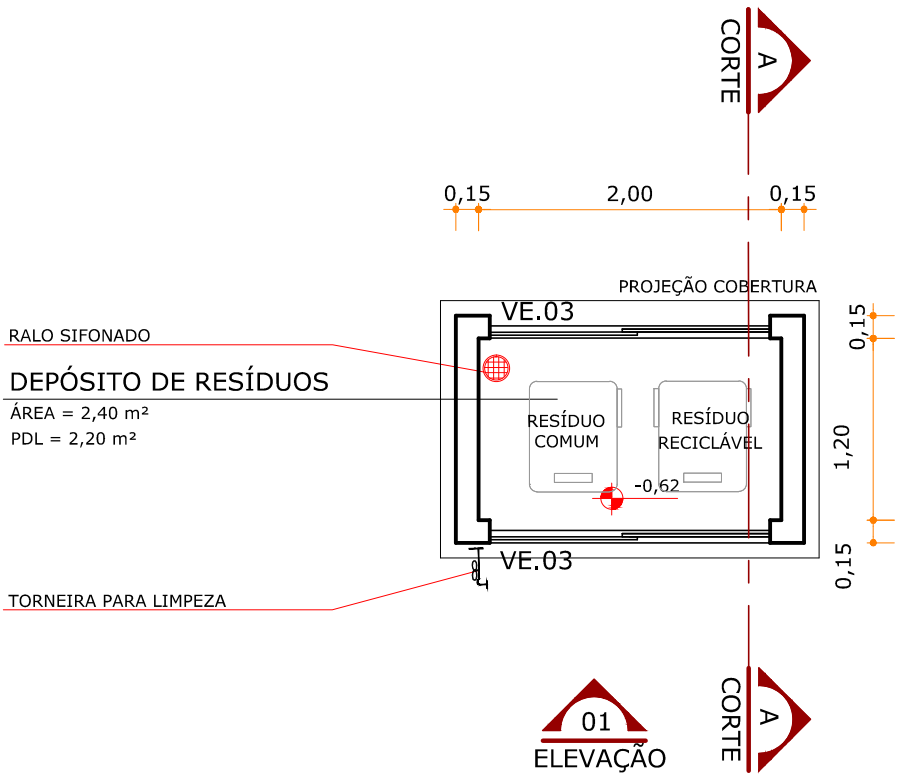 CORTE
A
0,15
2,00
0,15
PROJEÇÃO COBERTURA
VE.03
0,15
RALO SIFONADO
DEPÓSITO DE RESÍDUOS
ÁREA = 2,40 m²
PDL = 2,20 m²
RESÍDUO
COMUM
RESÍDUO
RECICLÁVEL
1,20
-0,62
VE.03
0,15
TORNEIRA PARA LIMPEZA
01
ELEVAÇÃO
CORTE
A